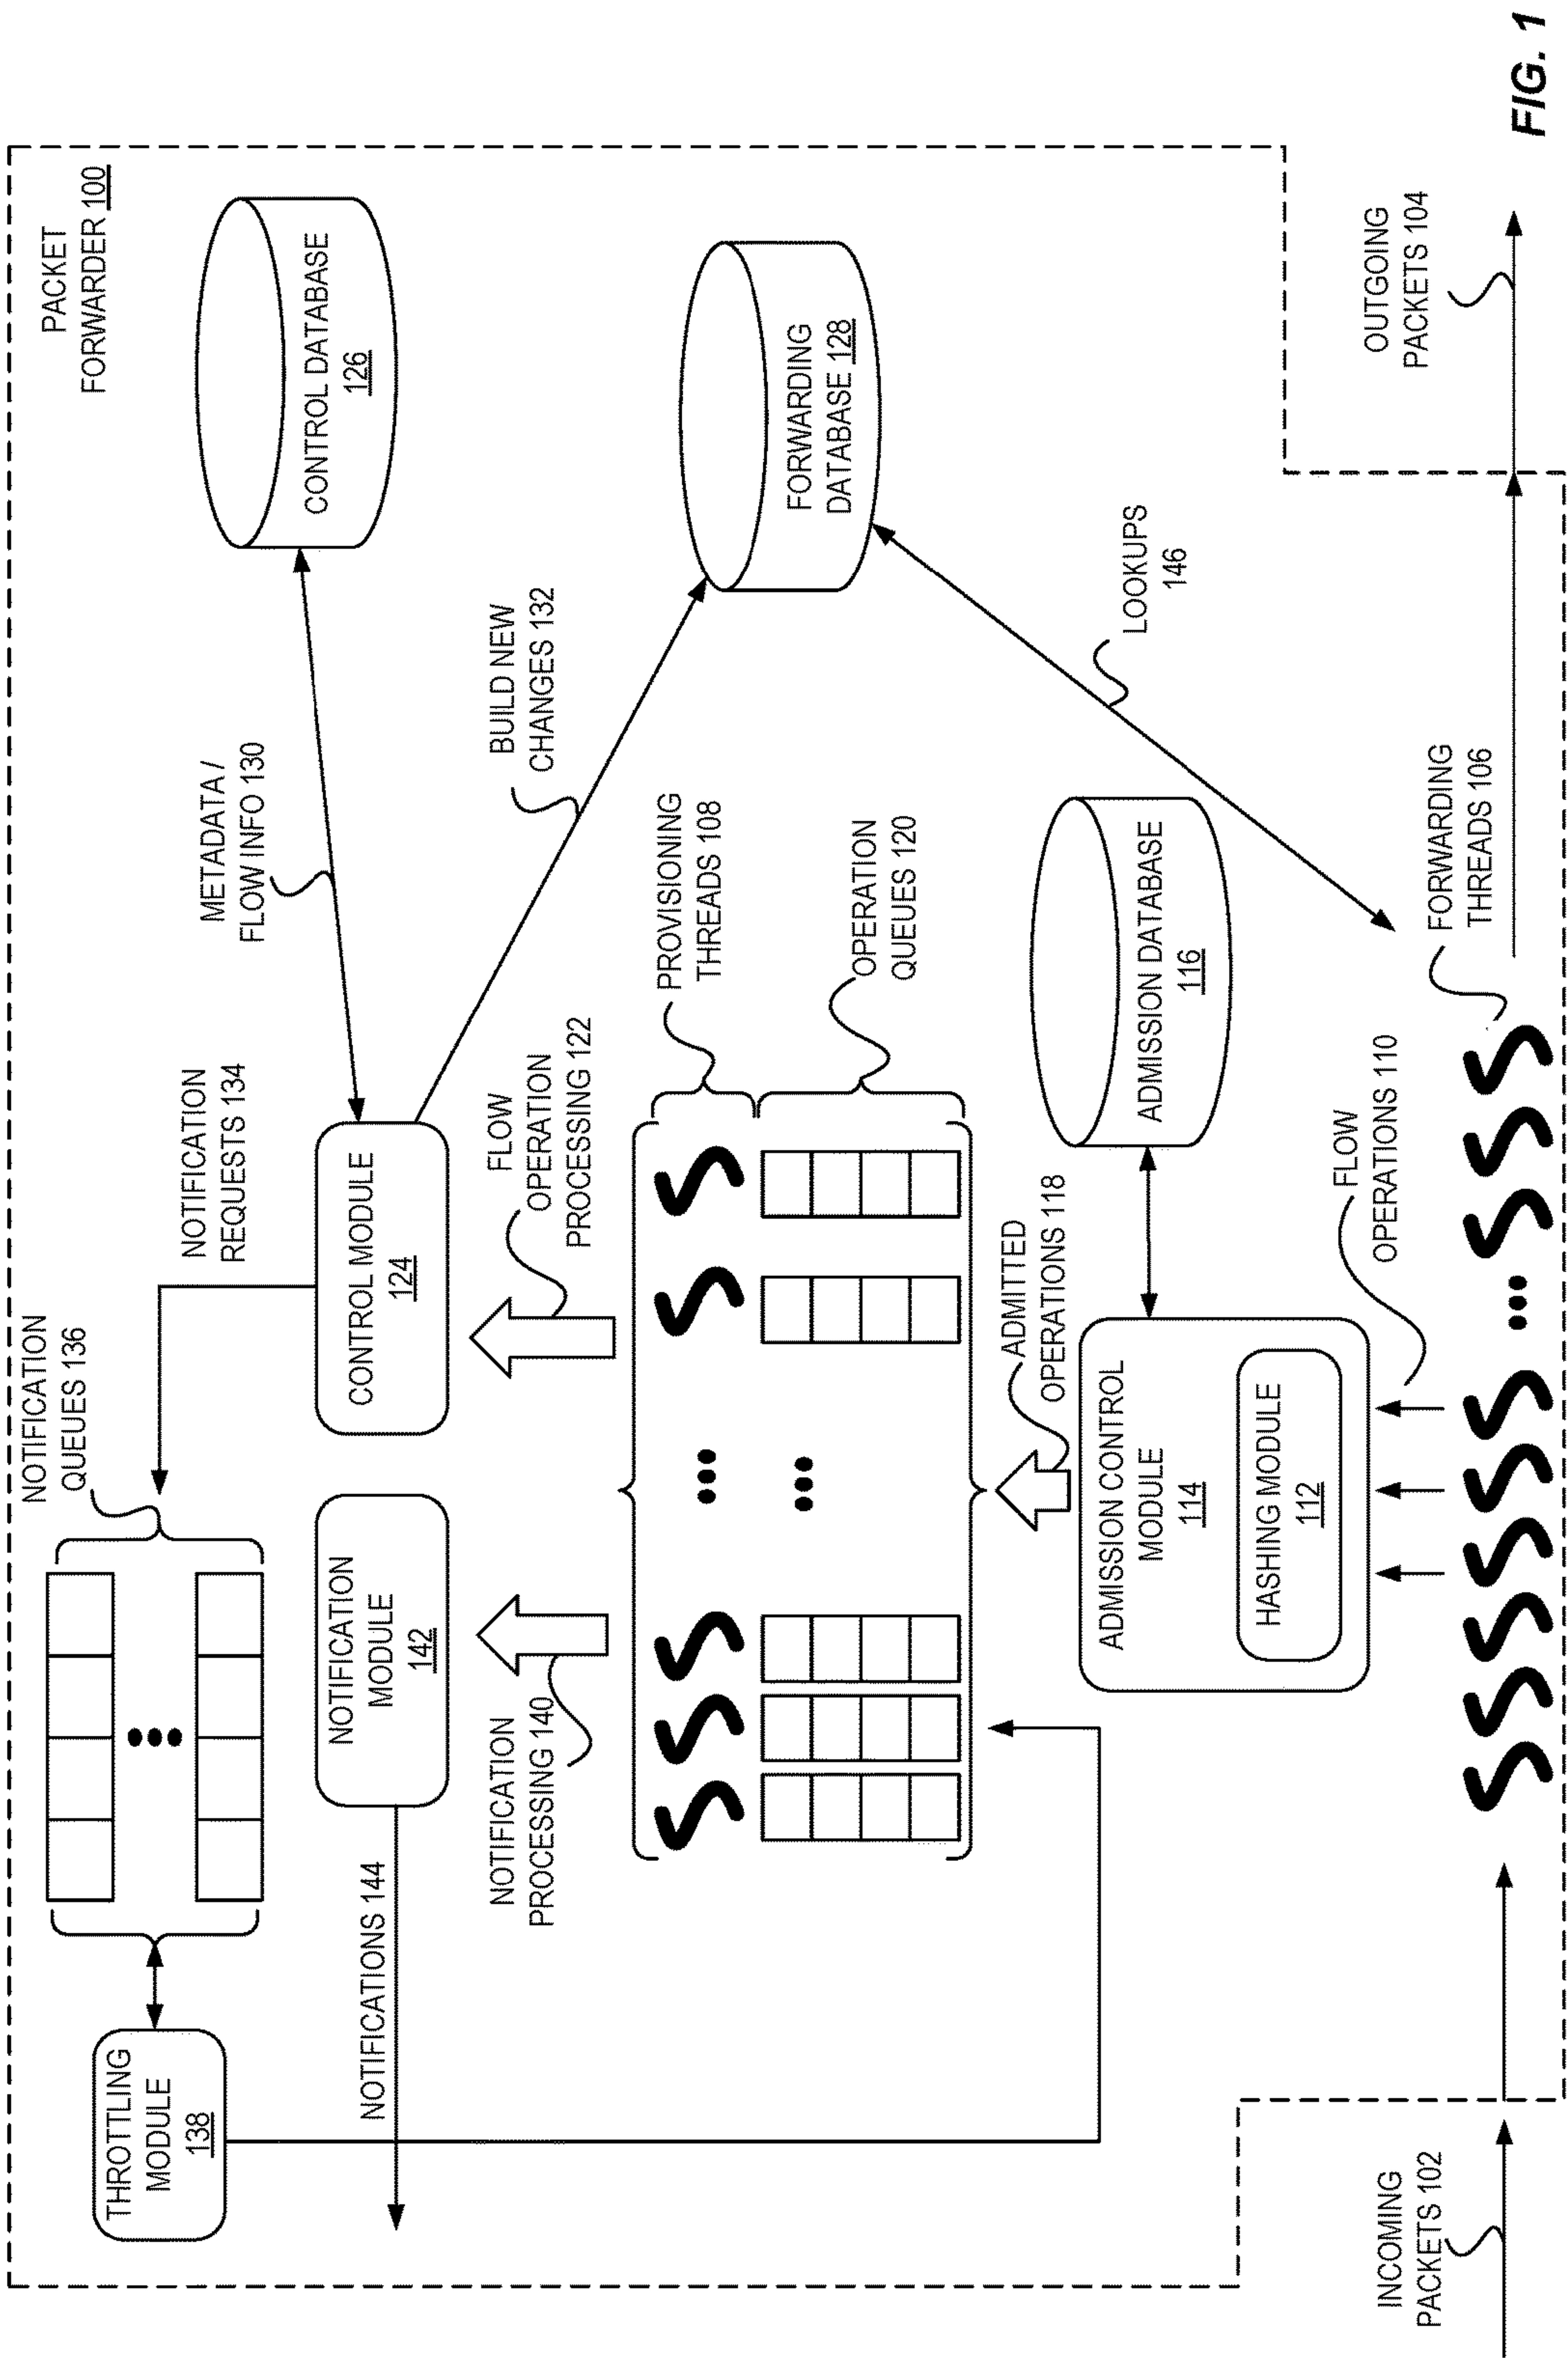 PACKET
FORWARDER 100
NOTIFICATION
QUEUES 136
THROTTLING
MODULE
138
NOTIFICATION
REQUESTS 134
METADATA /
FLOW INFO 130
CONTROL DATABASE
126
NOTIFICATIONS 144
NOTIFICATION
MODULE
142
CONTROL MODULE
124
BUILD NEW
CHANGES 132
NOTIFICATION
PROCESSING 140
FLOW
OPERATION
PROCESSING 122
PROVISIONING
THREADS 108
FORWARDING
DATABASE 128
OPERATION
QUEUES 120
ADMITTED
OPERATIONS 118
ADMISSION CONTROL
MODULE
114
HASHING MODULE
112
ADMISSION DATABASE
116
LOOKUPS
146
FLOW
OPERATIONS 110
FORWARDING
THREADS 106
INCOMING
PACKETS 102
OUTGOING
PACKETS 104
FIG. 1